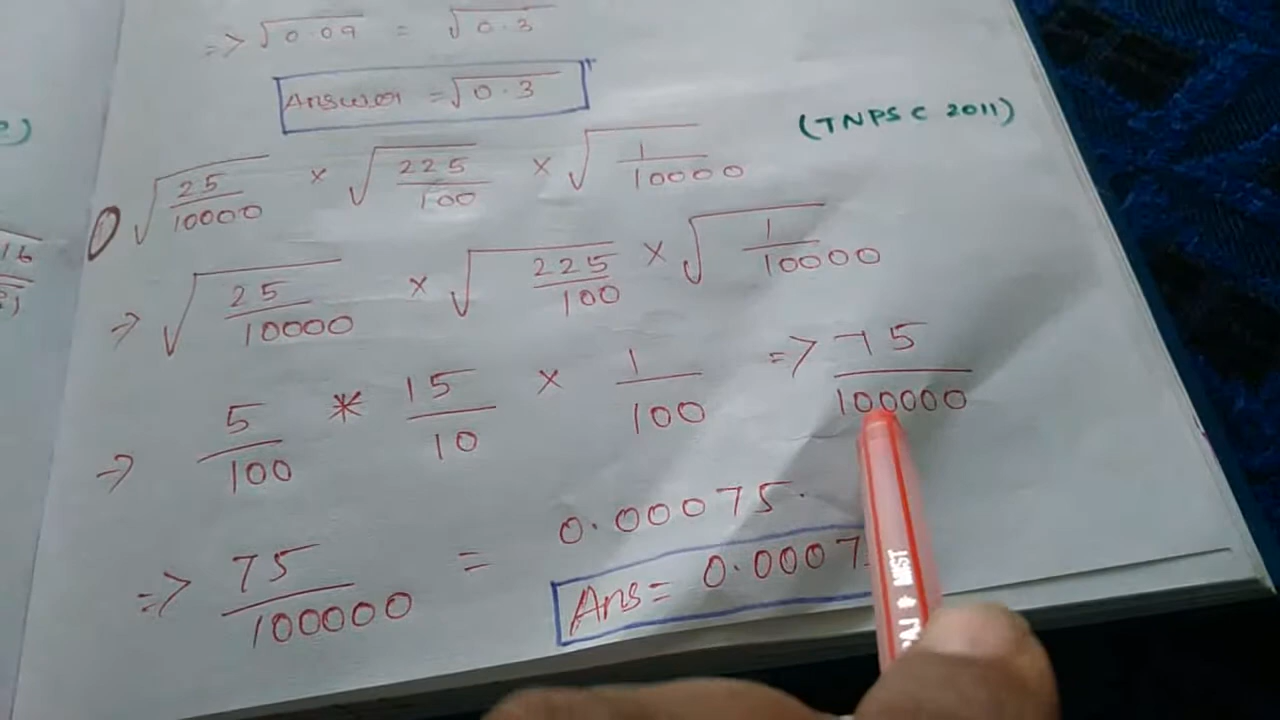 => √0.09 = √0.3
Answer = √0.3
(TNPSC 2011)
√25/10000 × √225/100 × √1/10000
=> √25/10000 × √225/100 × √1/10000
=> 5/100 * 15/10 × 1/100 => 75/100000
=> 75/100000 = 0.00075.
Ans = 0.0007
16